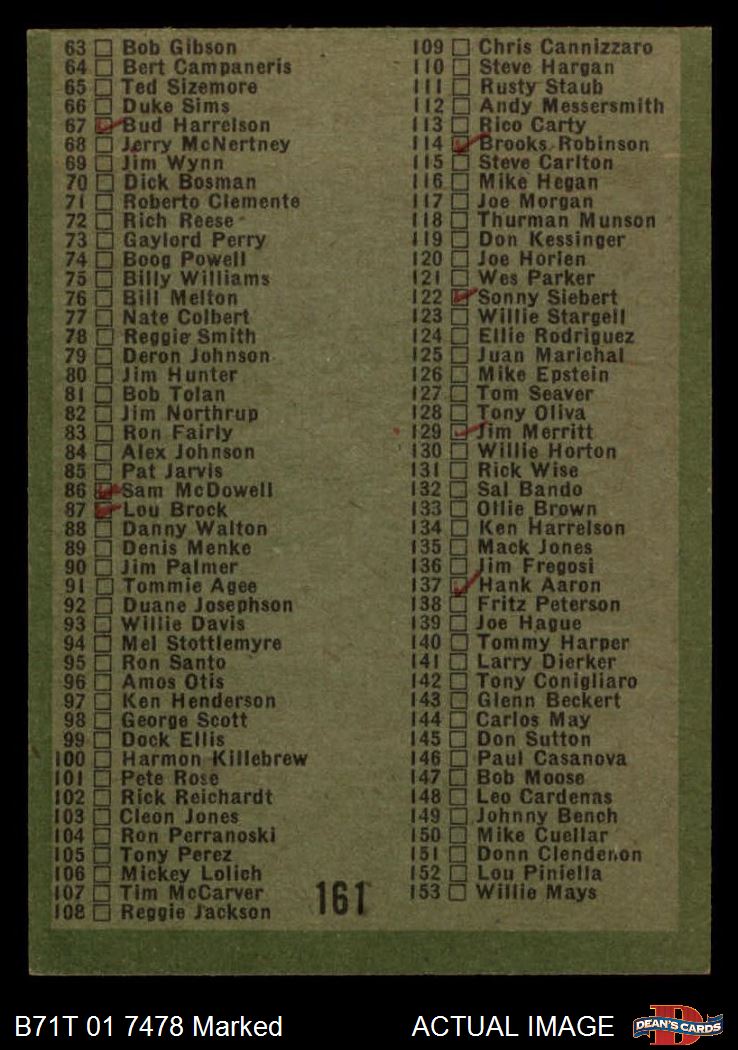 63 Bob Gibson
64 Bert Campaneris
65 Ted Sizemore
66 Duke Sims
67 Bud Harrelson
68 Jerry McNertney
69 Jim Wynn
70 Dick Bosman
71 Roberto Clemente
72 Rich Reese
73 Gaylord Perry
74 Boog Powell
75 Billy Williams
76 Bill Melton
77 Nate Colbert
78 Reggie Smith
79 Deron Johnson
80 Jim Hunter
81 Bob Tolan
82 Jim Northrup
83 Ron Fairly
84 Alex Johnson
85 Pat Jarvis
86 Sam McDowell
87 Lou Brock
88 Danny Walton
89 Denis Menke
90 Jim Palmer
91 Tommie Agee
92 Duane Josephson
93 Willie Davis
94 Mel Stottlemyre
95 Ron Santo
96 Amos Otis
97 Ken Henderson
98 George Scott
99 Dock Ellis
100 Harmon Killebrew
101 Pete Rose
102 Rick Reichardt
103 Cleon Jones
104 Ron Perranoski
105 Tony Perez
106 Mickey Lolich
107 Tim McCarver
108 Reggie Jackson
109 Chris Cannizzaro
110 Steve Hargan
111 Rusty Staub
112 Andy Messersmith
113 Rico Carty
114 Brooks Robinson
115 Steve Carlton
116 Mike Hegan
117 Joe Morgan
118 Thurman Munson
119 Don Kessinger
120 Joe Horlen
121 Wes Parker
122 Sonny Siebert
123 Willie Stargell
124 Ellie Rodriguez
125 Juan Marichal
126 Mike Epstein
127 Tom Seaver
128 Tony Oliva
129 Jim Merritt
130 Willie Horton
131 Rick Wise
132 Sal Bando
133 Ollie Brown
134 Ken Harrelson
135 Mack Jones
136 Jim Fregosi
137 Hank Aaron
138 Fritz Peterson
139 Joe Hague
140 Tommy Harper
141 Larry Dierker
142 Tony Conigliaro
143 Glenn Beckert
144 Carlos May
145 Don Sutton
146 Paul Casanova
147 Bob Moose
148 Leo Cardenas
149 Johnny Bench
150 Mike Cuellar
151 Donn Clendenon
152 Lou Piniella
153 Willie Mays
161
B71T 01 7478 Marked
ACTUAL IMAGE
D
DEAN'S CARDS